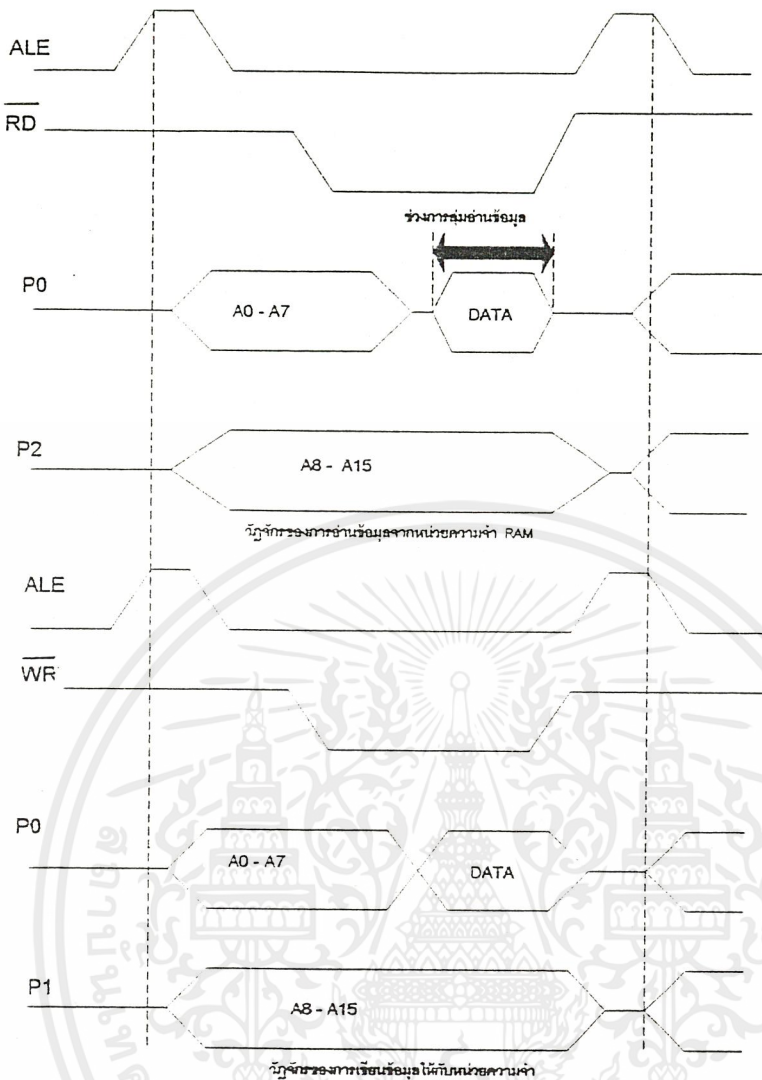 ALE
RD
ช่วงการสุ่มอ่านข้อมูล
P0
A0 - A7
DATA
P2
A8 - A15
วัฏจักรของการอ่านข้อมูลจากหน่วยความจำ RAM
ALE
WR
P0
A0 - A7
DATA
P1
A8 - A15
วัฏจักรของการเขียนข้อมูลให้กับหน่วยความจำ